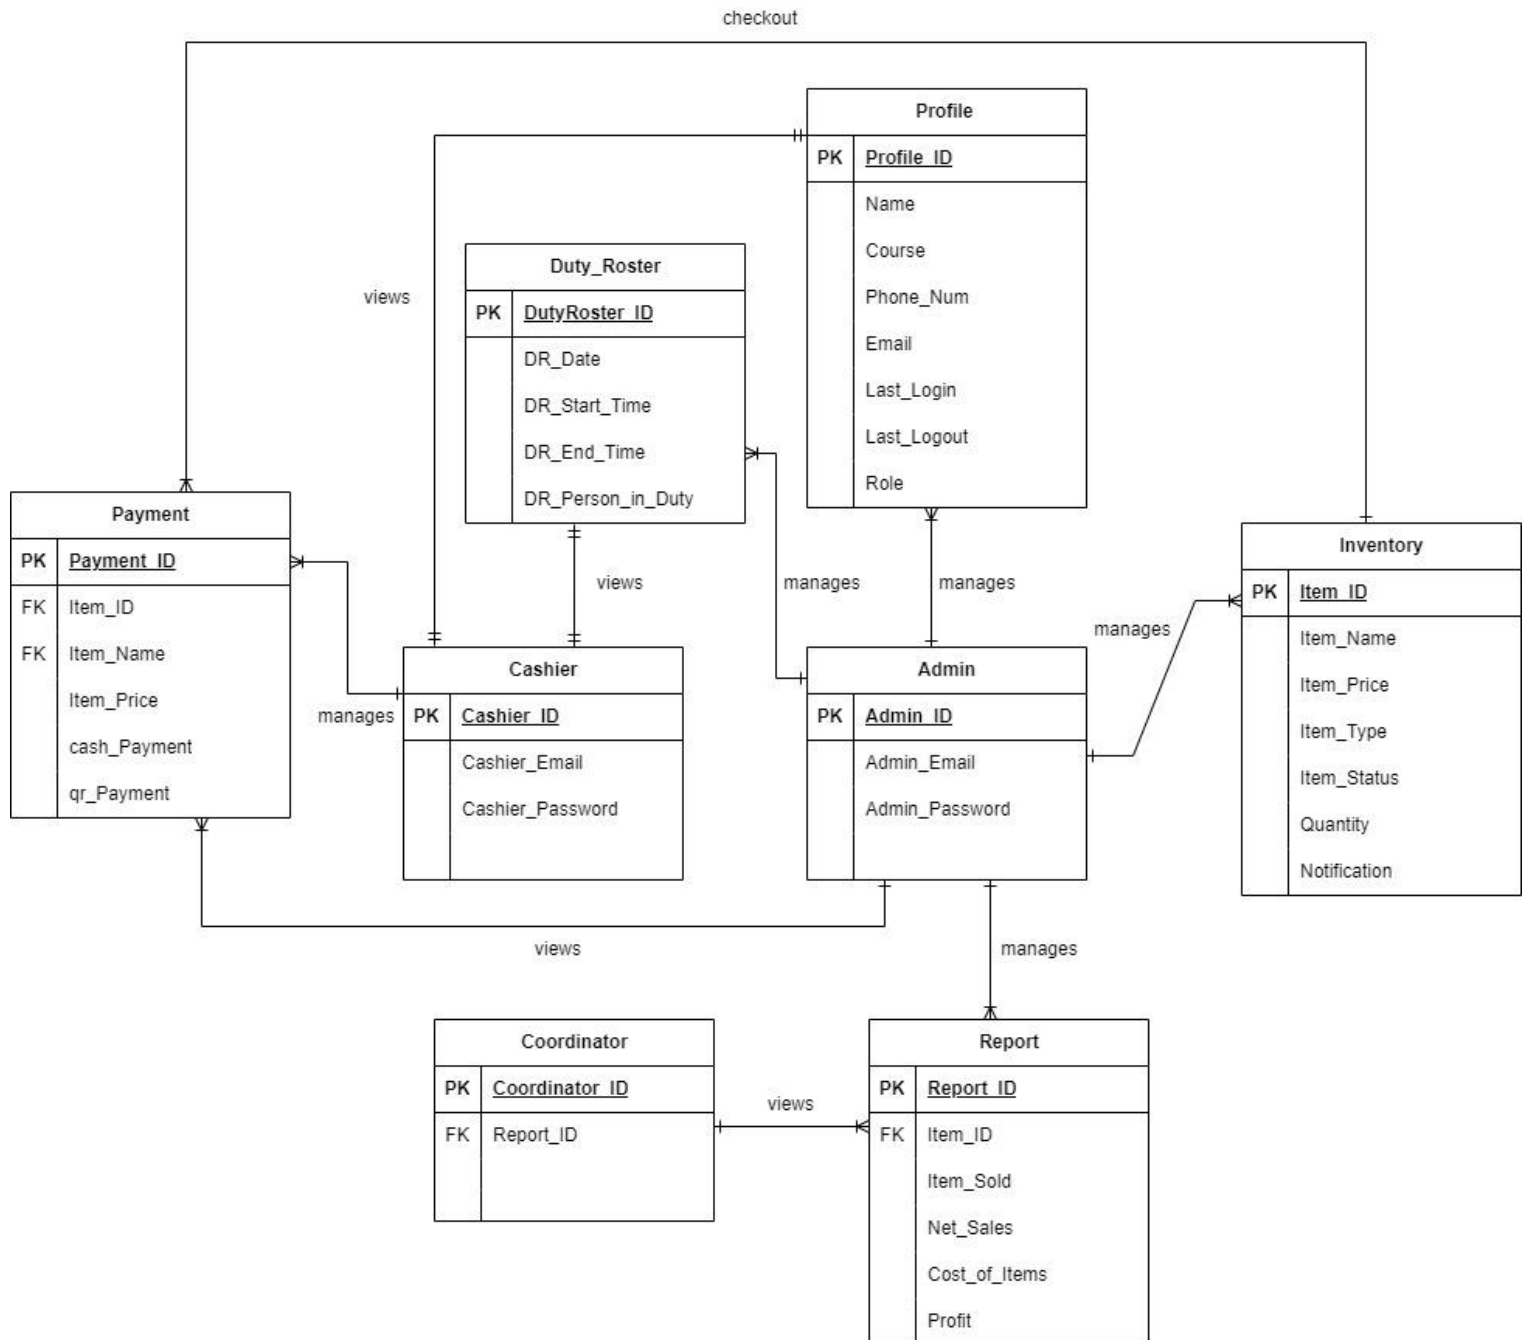 checkout
Profile
PK Profile_ID
Name
Course
Phone_Num
Email
Last_Login
Last_Logout
Role
views
Duty_Roster
PK DutyRoster_ID
DR_Date
DR_Start_Time
DR_End_Time
DR_Person_in_Duty
Payment
PK Payment_ID
FK Item_ID
FK Item_Name
Item_Price
cash_Payment
qr_Payment
views
manages
manages
manages
Inventory
PK Item_ID
Item_Name
Item_Price
Item_Type
Item_Status
Quantity
Notification
manages
Cashier
PK Cashier_ID
Cashier_Email
Cashier_Password
Admin
PK Admin_ID
Admin_Email
Admin_Password
views
manages
Coordinator
PK Coordinator_ID
FK Report_ID
views
Report
PK Report_ID
FK Item_ID
Item_Sold
Net_Sales
Cost_of_Items
Profit